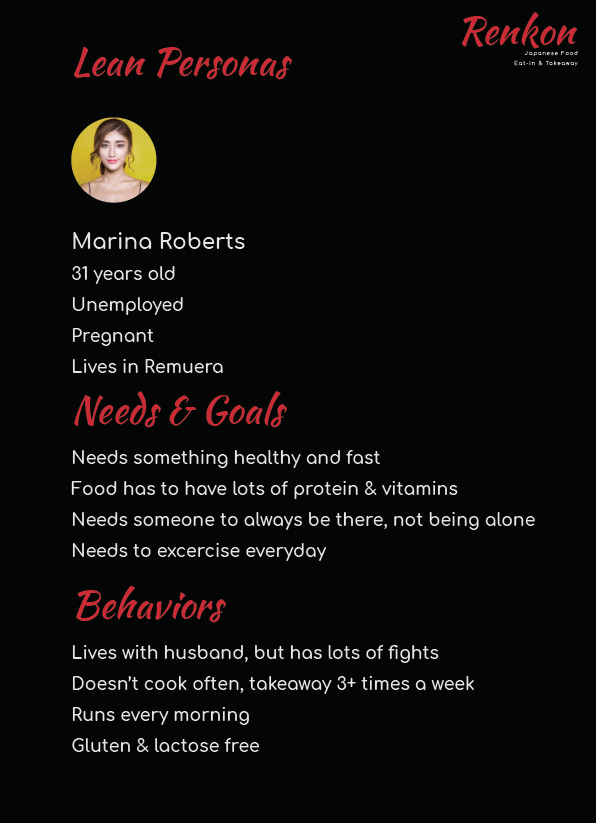 Renkon
Japanese Food
Eat-In & Takeaway
Lean Personas
Marina Roberts
31 years old
Unemployed
Pregnant
Lives in Remuera
Needs & Goals
Needs something healthy and fast
Food has to have lots of protein & vitamins
Needs someone to always be there, not being alone
Needs to excercise everyday
Behaviors
Lives with husband, but has lots of fights
Doesn't cook often, takeaway 3+ times a week
Runs every morning
Gluten & lactose free